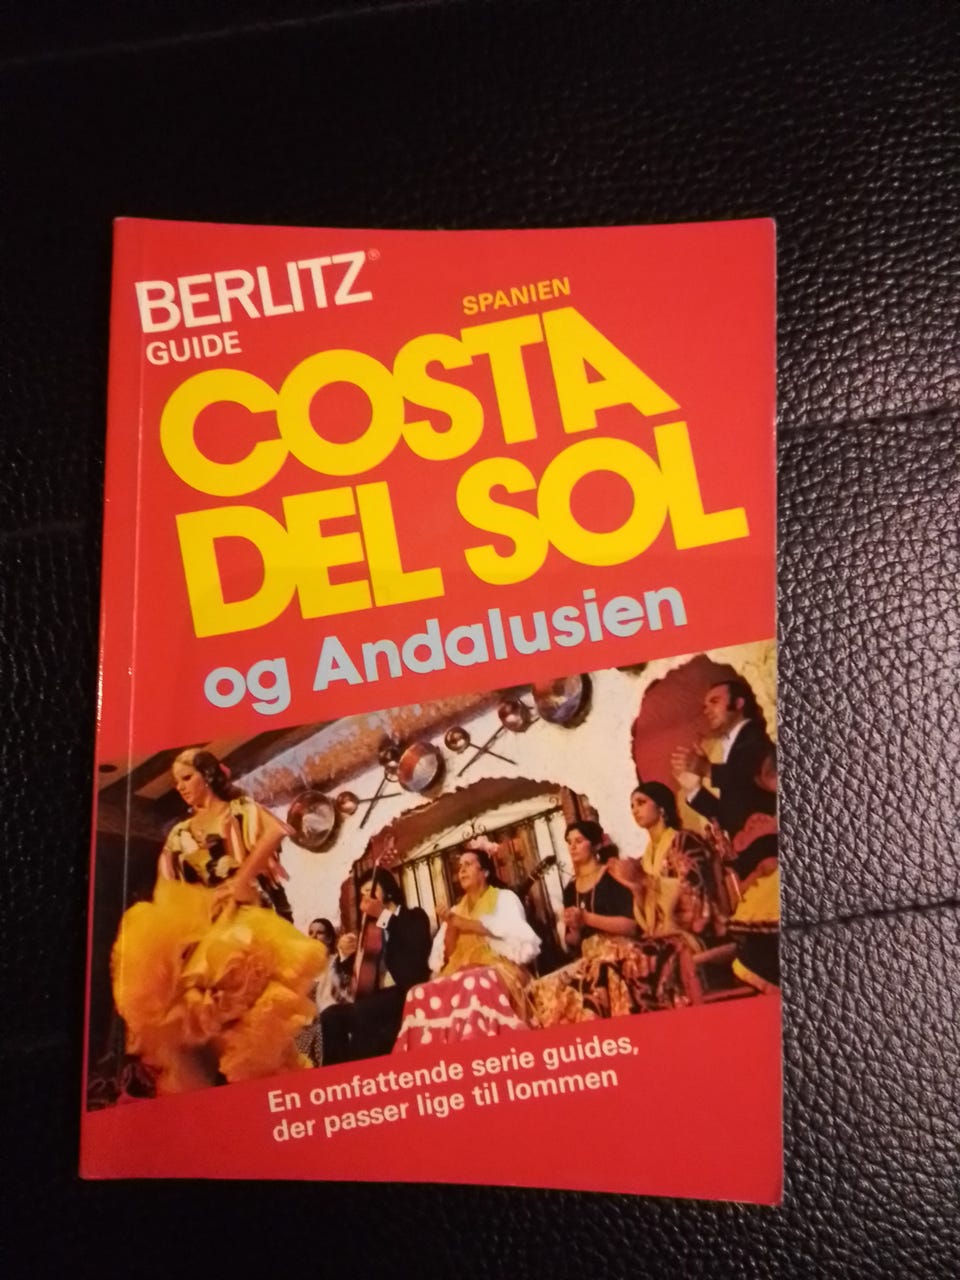 BERLITZ®
GUIDE
SPANIEN
COSTA
DEL SOL
og Andalusien
En omfattende serie guides,
der passer lige til lommen